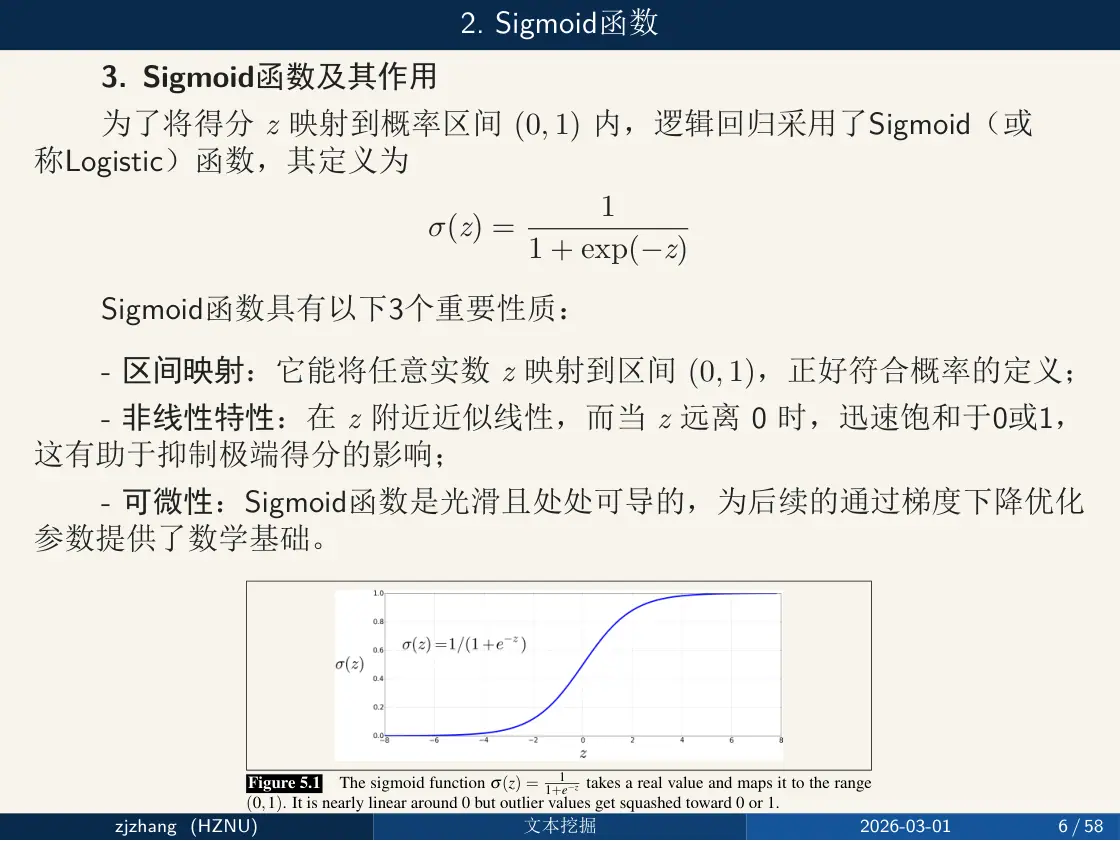 2. Sigmoid函数
3. Sigmoid函数及其作用
为了将得分 z 映射到概率区间 (0, 1) 内，逻辑回归采用了Sigmoid（或
称Logistic）函数，其定义为
σ(z) = 1 / (1 + exp(−z))
Sigmoid函数具有以下3个重要性质：
- 区间映射：它能将任意实数 z 映射到区间 (0, 1)，正好符合概率的定义；
- 非线性特性：在 z 附近近似线性，而当 z 远离 0 时，迅速饱和于0或1，
这有助于抑制极端得分的影响；
- 可微性：Sigmoid函数是光滑且处处可导的，为后续的通过梯度下降优化
参数提供了数学基础。
1.0
0.8
σ(z)=1/(1+e^{−z})
0.6
σ(z)
0.4
0.2
0.0
−8 −6 −4 −2 0 2 4 6 8
z
Figure 5.1 The sigmoid function σ(z) = 1/(1+e^{−z}) takes a real value and maps it to the range
(0, 1). It is nearly linear around 0 but outlier values get squashed toward 0 or 1.
zjzhang (HZNU) 文本挖掘 2026-03-01 6 / 58